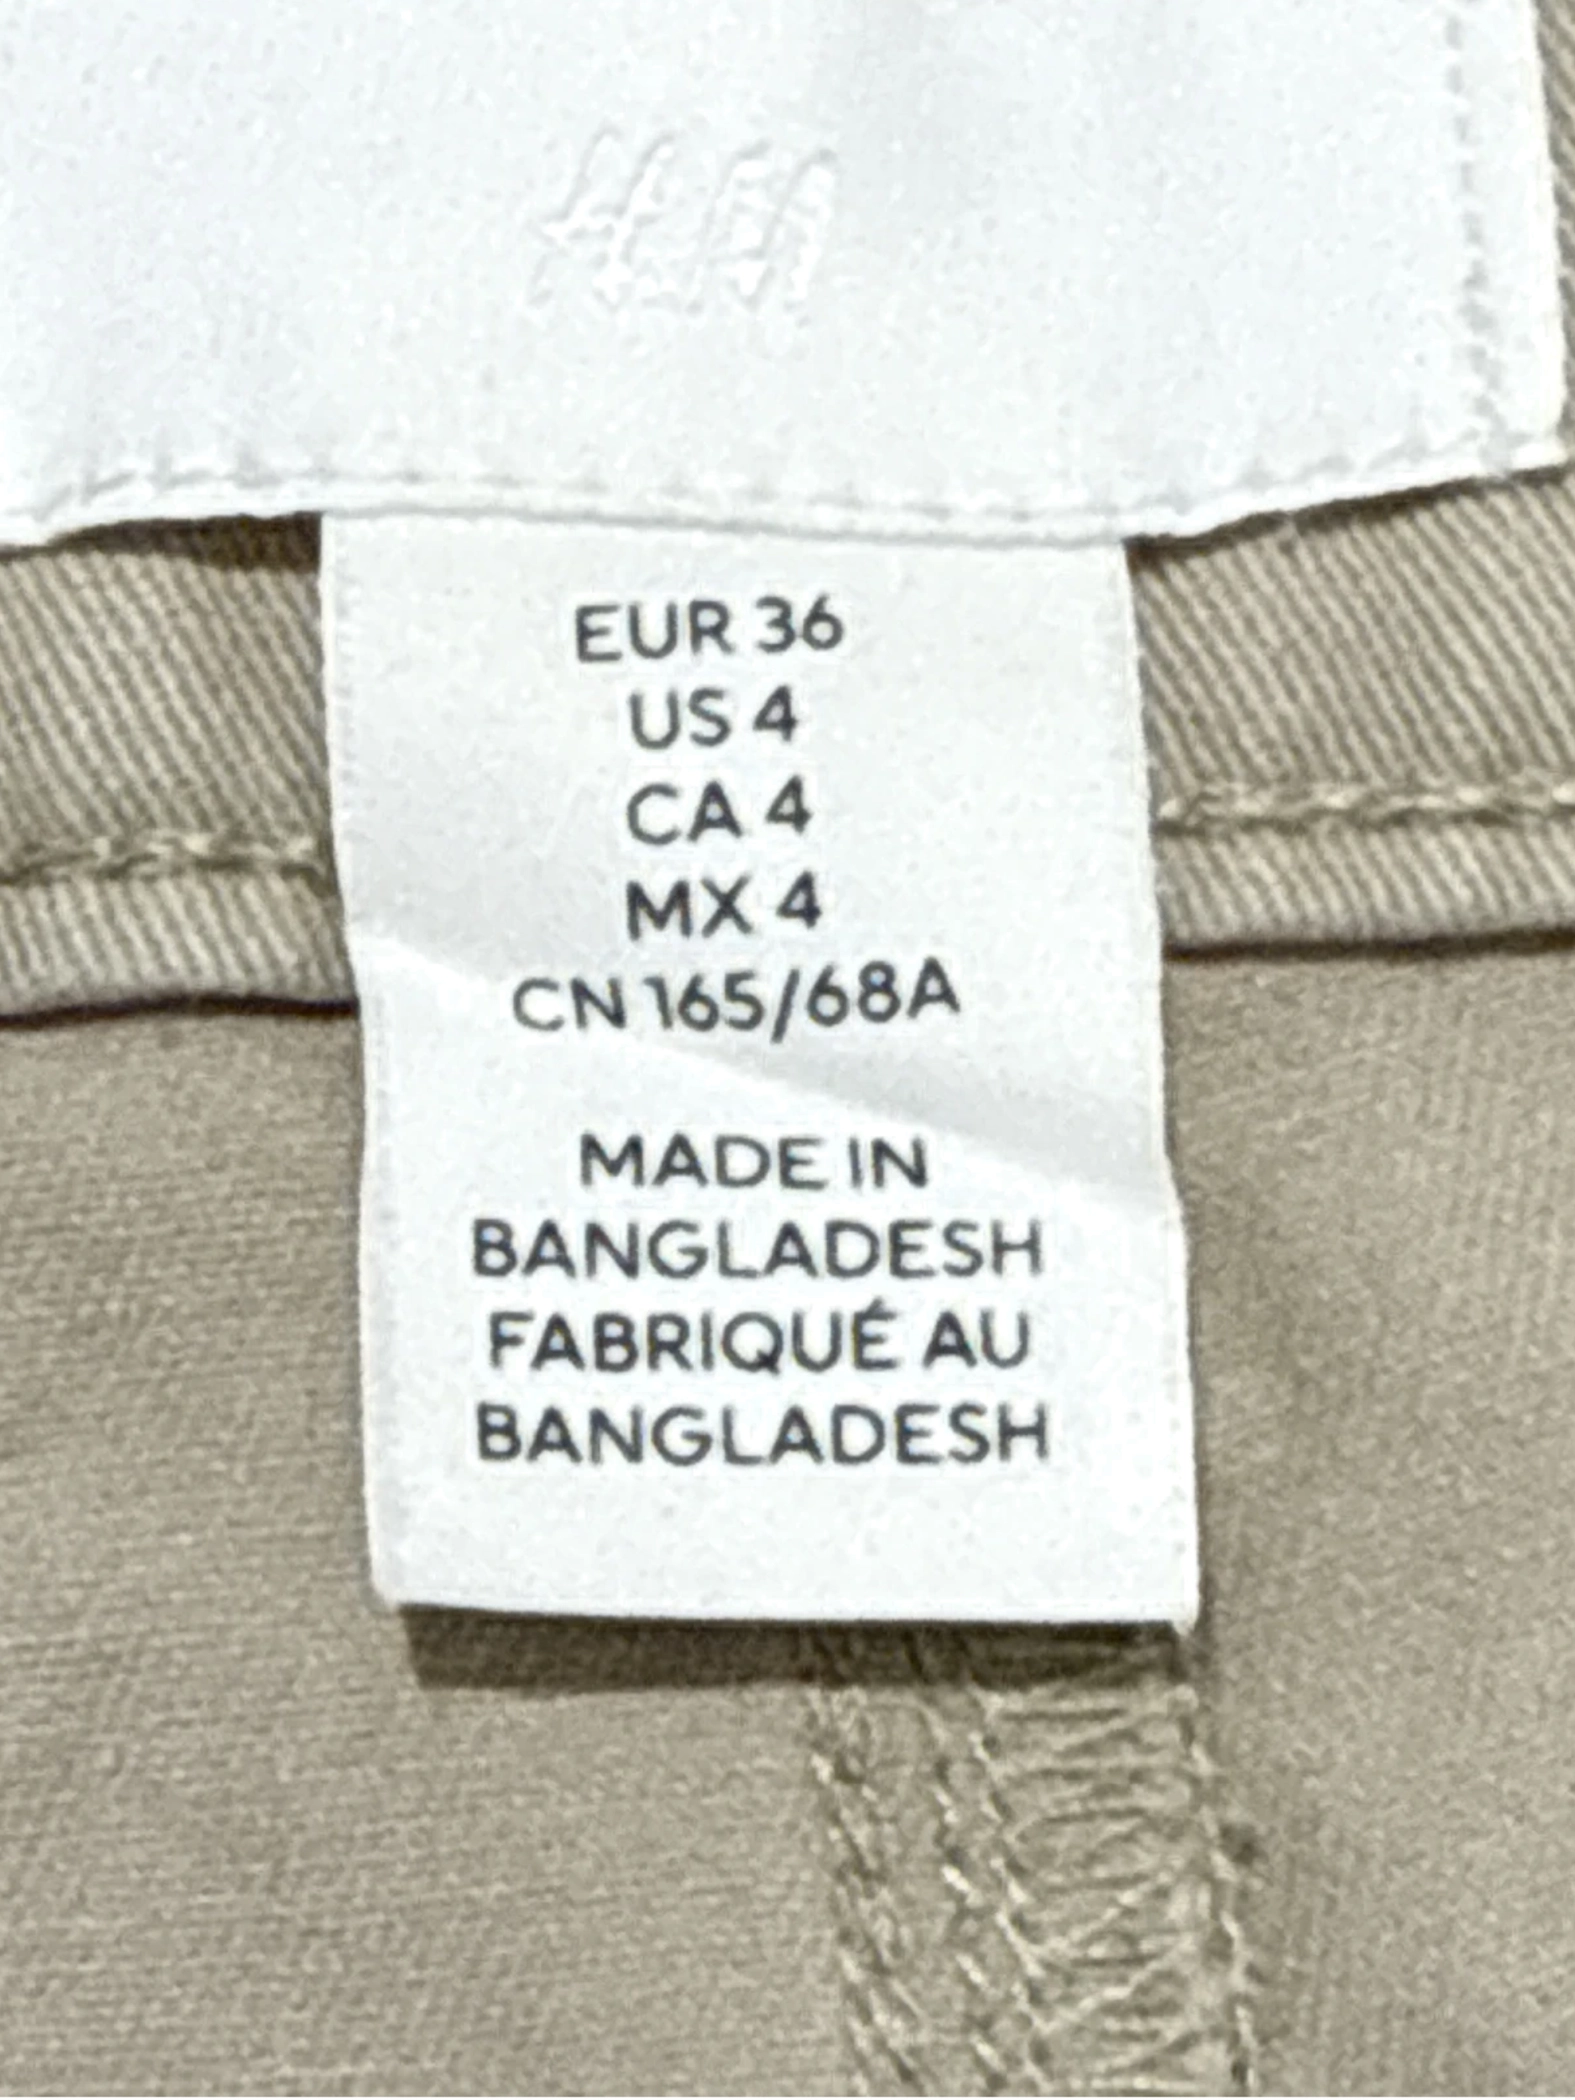 H&M
EUR 36
US 4
CA 4
MX 4
CN 165/68A
MADE IN
BANGLADESH
FABRIQUÉ AU
BANGLADESH